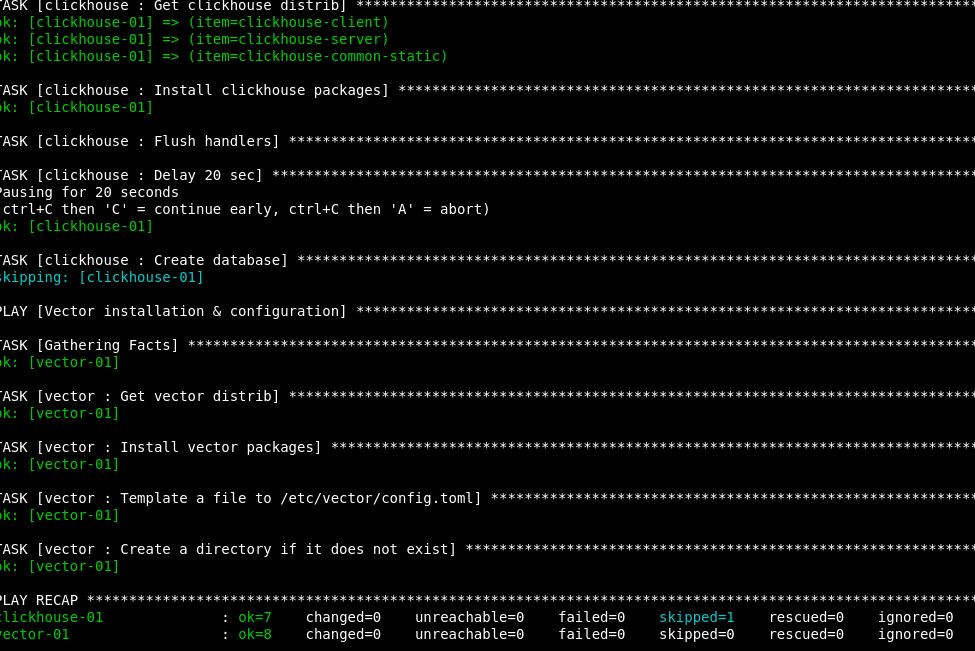 TASK [clickhouse : Get clickhouse distrib] **************************************************************************
ok: [clickhouse-01] => (item=clickhouse-client)
ok: [clickhouse-01] => (item=clickhouse-server)
ok: [clickhouse-01] => (item=clickhouse-common-static)
TASK [clickhouse : Install clickhouse packages] *********************************************************************
ok: [clickhouse-01]
TASK [clickhouse : Flush handlers] **********************************************************************************
TASK [clickhouse : Delay 20 sec] ************************************************************************************
Pausing for 20 seconds
ctrl+C then 'C' = continue early, ctrl+C then 'A' = abort)
ok: [clickhouse-01]
TASK [clickhouse : Create database] *********************************************************************************
skipping: [clickhouse-01]
PLAY [Vector installation & configuration] **************************************************************************
TASK [Gathering Facts] **********************************************************************************************
ok: [vector-01]
TASK [vector : Get vector distrib] **********************************************************************************
ok: [vector-01]
TASK [vector : Install vector packages] *****************************************************************************
ok: [vector-01]
TASK [vector : Template a file to /etc/vector/config.toml] **********************************************************
ok: [vector-01]
TASK [vector : Create a directory if it does not exist] *************************************************************
ok: [vector-01]
PLAY RECAP **********************************************************************************************************
clickhouse-01 : ok=7 changed=0 unreachable=0 failed=0 skipped=1 rescued=0 ignored=0
vector-01 : ok=8 changed=0 unreachable=0 failed=0 skipped=0 rescued=0 ignored=0